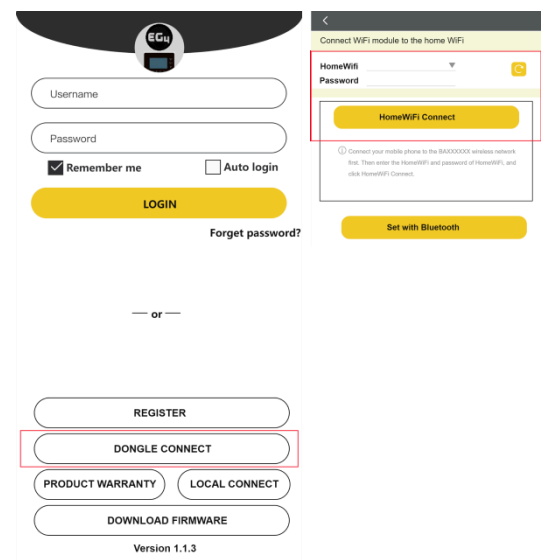 EG4
Username
Password
Remember me
Auto login
LOGIN
Forget password?
or
REGISTER
DONGLE CONNECT
PRODUCT WARRANTY
LOCAL CONNECT
DOWNLOAD FIRMWARE
Version 1.1.3
Connect WiFi module to the home WiFi
HomeWifi
Password
HomeWiFi Connect
Connect your mobile phone to the BAXXXXXX wireless network
first. Then enter the HomeWiFi and password of HomeWiFi, and
click HomeWiFi Connect.
Set with Bluetooth